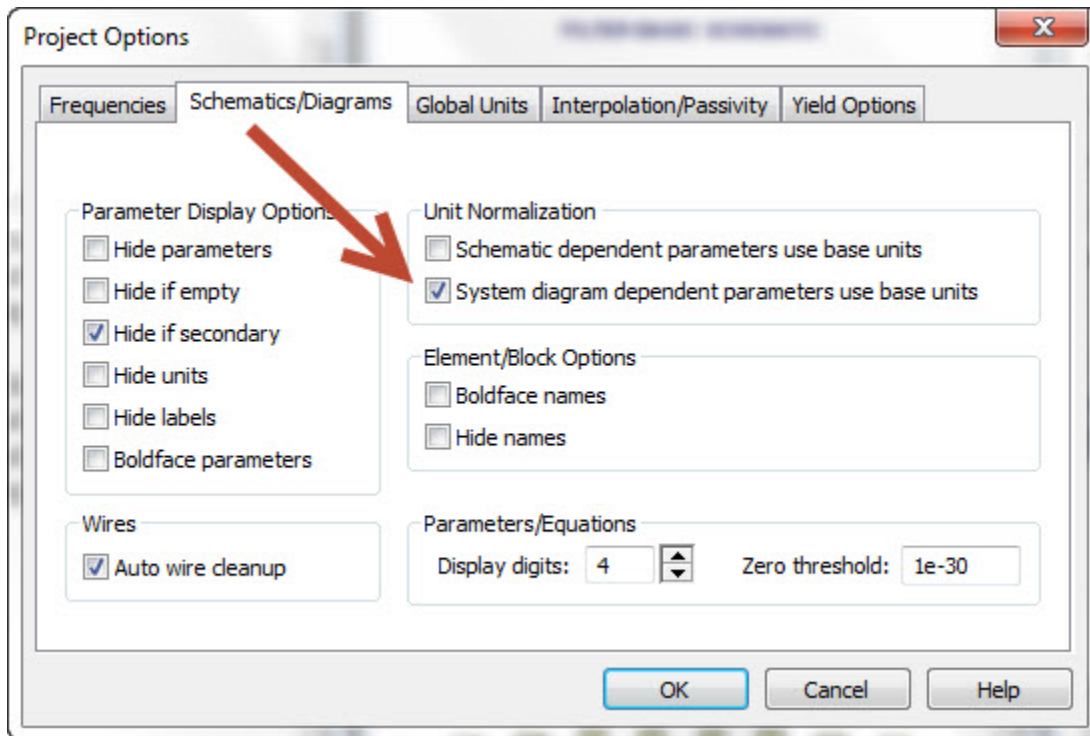 Project Options
Frequencies Schematics/Diagrams Global Units Interpolation/Passivity Yield Options
Parameter Display Options
Hide parameters
Hide if empty
Hide if secondary
Hide units
Hide labels
Boldface parameters
Wires
Auto wire cleanup
Unit Normalization
Schematic dependent parameters use base units
System diagram dependent parameters use base units
Element/Block Options
Boldface names
Hide names
Parameters/Equations
Display digits: 4 Zero threshold: 1e-30
OK Cancel Help